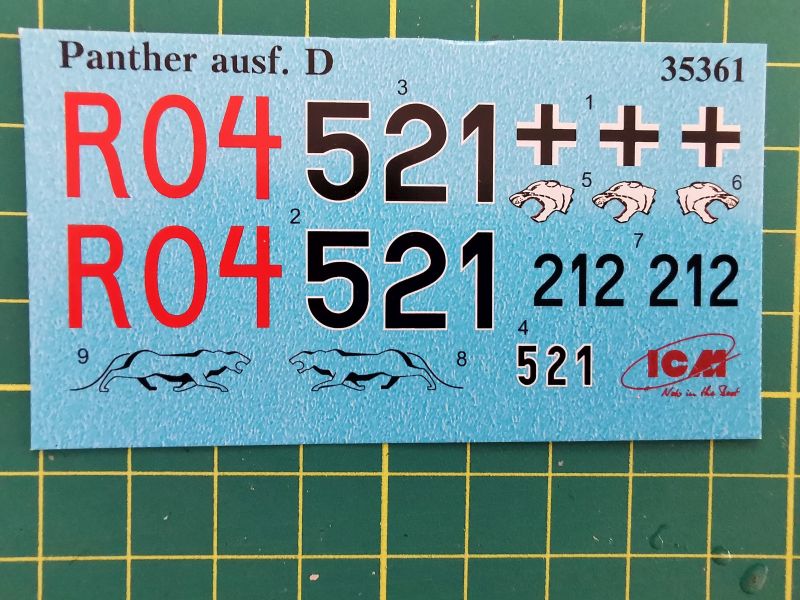 Panther ausf. D 35361
3 1
R04 521
5 6
2 7
R04 521 212 212
9 8 4
521 ICM